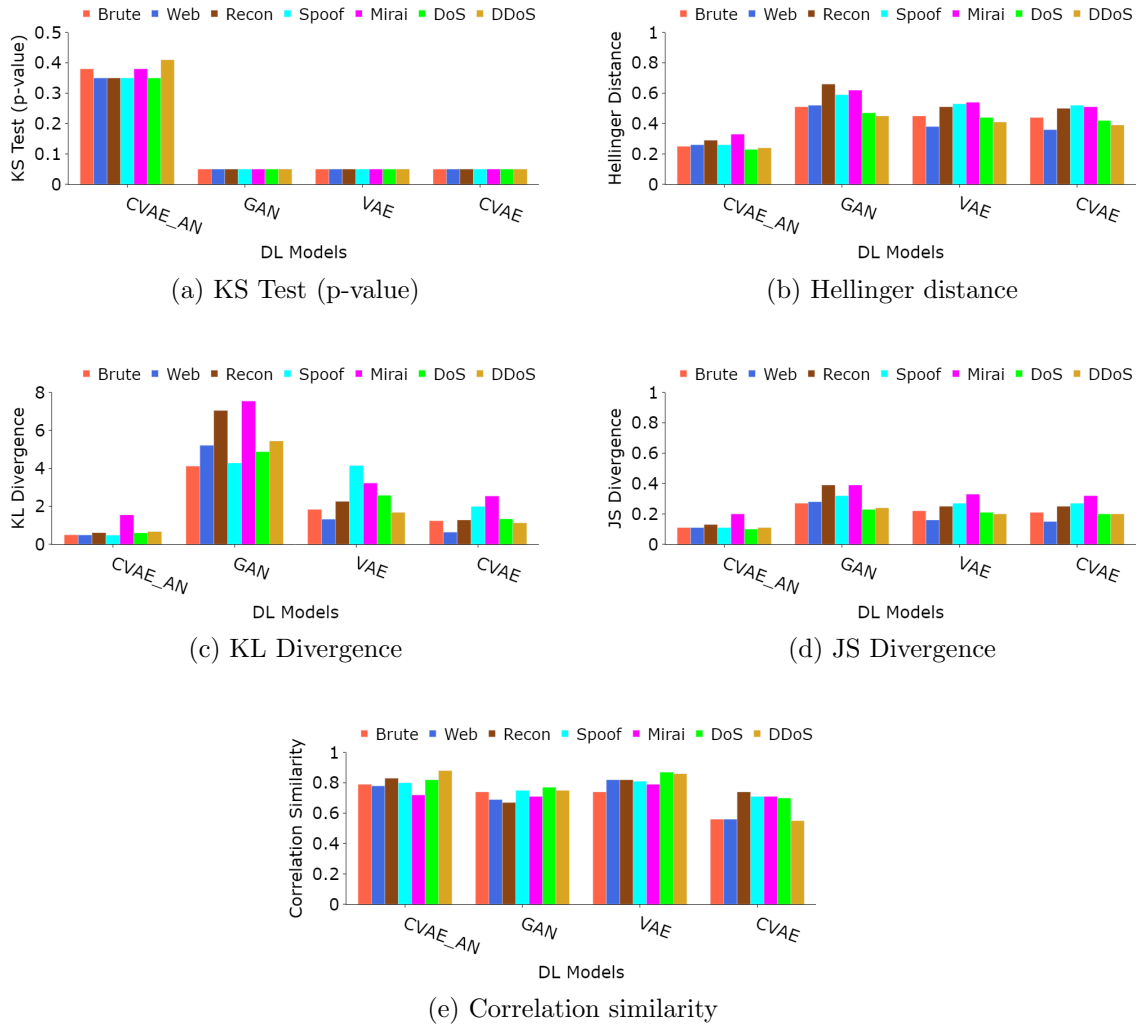 Brute Web Recon Spoof Mirai DoS DDoS
KS Test (p-value)
0.5
0.4
0.3
0.2
0.1
0
CVAE_AN GAN VAE CVAE
DL Models
(a) KS Test (p-value)
Brute Web Recon Spoof Mirai DoS DDoS
Hellinger Distance
1
0.8
0.6
0.4
0.2
0
CVAE_AN GAN VAE CVAE
DL Models
(b) Hellinger distance
Brute Web Recon Spoof Mirai DoS DDoS
KL Divergence
8
6
4
2
0
CVAE_AN GAN VAE CVAE
DL Models
(c) KL Divergence
Brute Web Recon Spoof Mirai DoS DDoS
JS Divergence
1
0.8
0.6
0.4
0.2
0
CVAE_AN GAN VAE CVAE
DL Models
(d) JS Divergence
Brute Web Recon Spoof Mirai DoS DDoS
Correlation Similarity
1
0.8
0.6
0.4
0.2
0
CVAE_AN GAN VAE CVAE
DL Models
(e) Correlation similarity